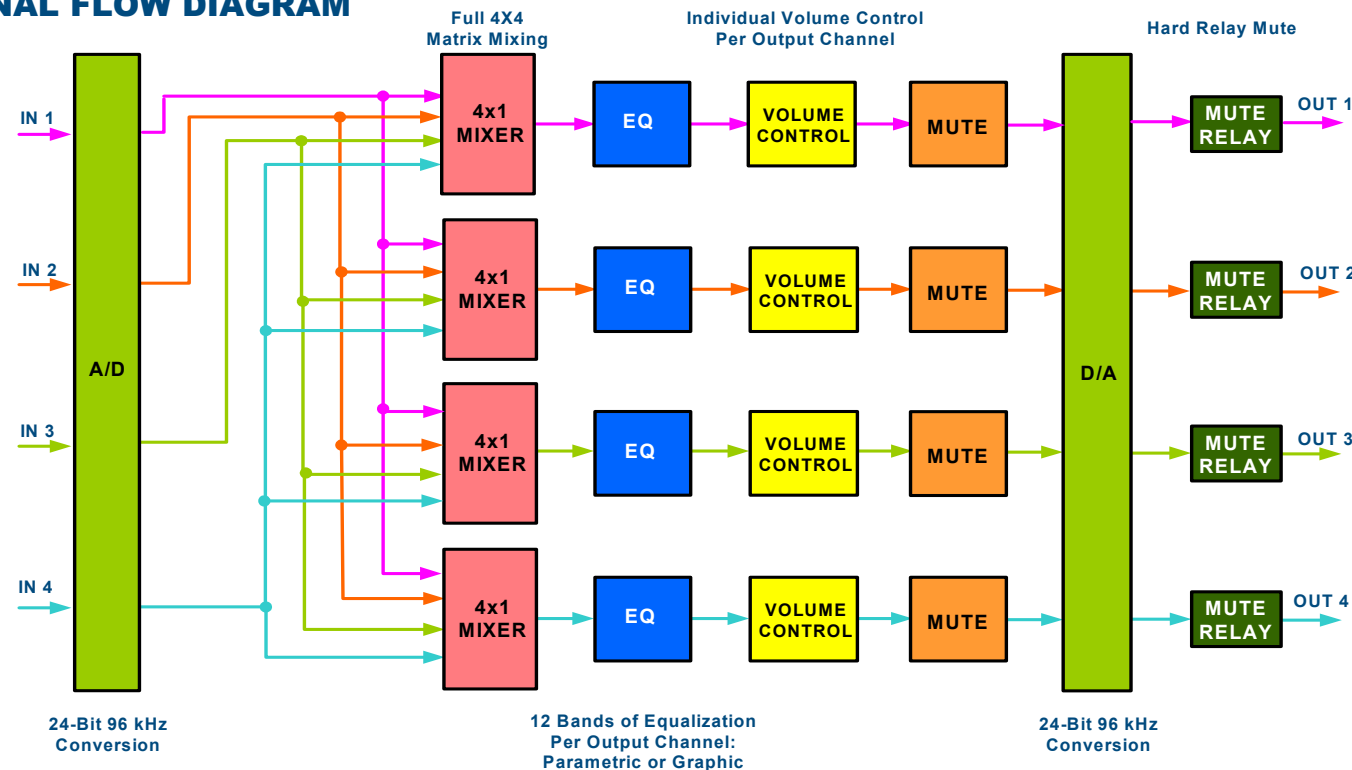 NAL FLOW DIAGRAM
Full 4X4
Matrix Mixing
Individual Volume Control
Per Output Channel
Hard Relay Mute
IN 1
4x1
MIXER
EQ
VOLUME
CONTROL
MUTE
MUTE
RELAY
OUT 1
IN 2
4x1
MIXER
EQ
VOLUME
CONTROL
MUTE
MUTE
RELAY
OUT 2
A/D
D/A
IN 3
4x1
MIXER
EQ
VOLUME
CONTROL
MUTE
MUTE
RELAY
OUT 3
IN 4
4x1
MIXER
EQ
VOLUME
CONTROL
MUTE
MUTE
RELAY
OUT 4
24-Bit 96 kHz
Conversion
12 Bands of Equalization
Per Output Channel:
Parametric or Graphic
24-Bit 96 kHz
Conversion